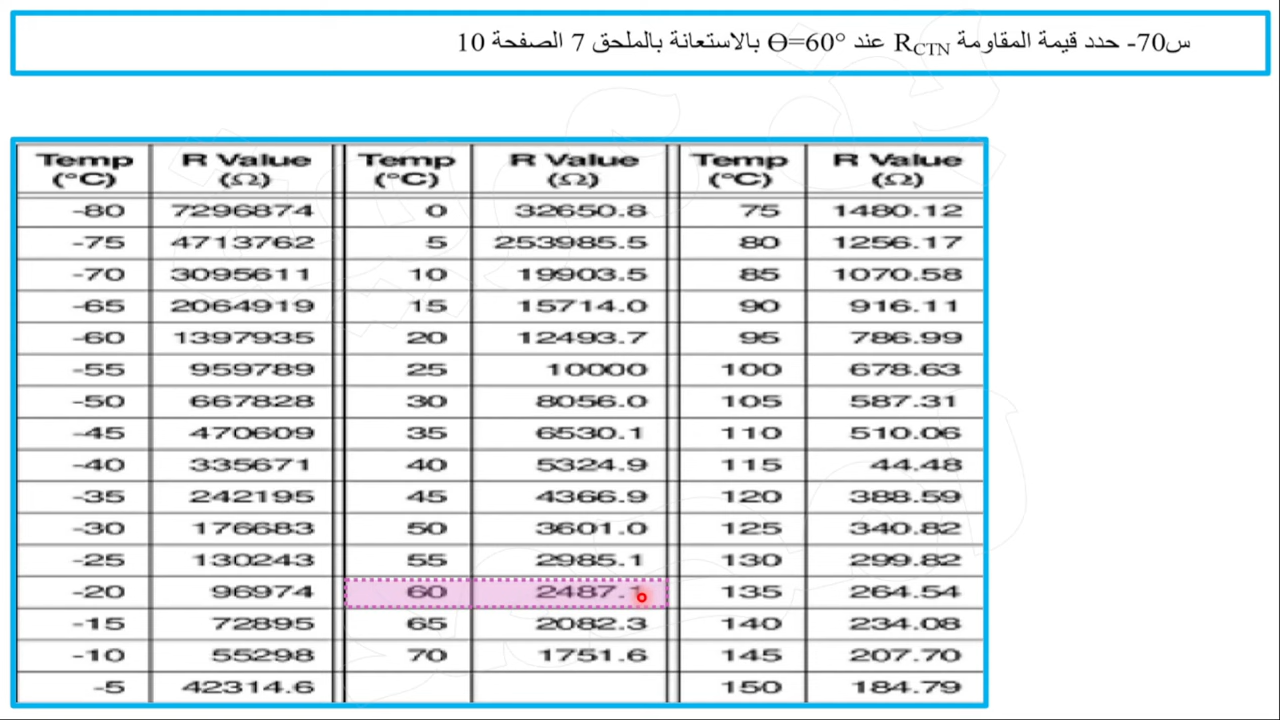 س70- حدد قيمة المقاومة RCTN عند Ө=60° بالاستعانة بالملحق 7 الصفحة 10
Temp (°C) R Value (Ω) Temp (°C) R Value (Ω) Temp (°C) R Value (Ω)
-80 7296874 0 32650.8 75 1480.12
-75 4713762 5 253985.5 80 1256.17
-70 3095611 10 19903.5 85 1070.58
-65 2064919 15 15714.0 90 916.11
-60 1397935 20 12493.7 95 786.99
-55 959789 25 10000 100 678.63
-50 667828 30 8056.0 105 587.31
-45 470609 35 6530.1 110 510.06
-40 335671 40 5324.9 115 44.48
-35 242195 45 4366.9 120 388.59
-30 176683 50 3601.0 125 340.82
-25 130243 55 2985.1 130 299.82
-20 96974 60 2487.1 135 264.54
-15 72895 65 2082.3 140 234.08
-10 55298 70 1751.6 145 207.70
-5 42314.6 150 184.79